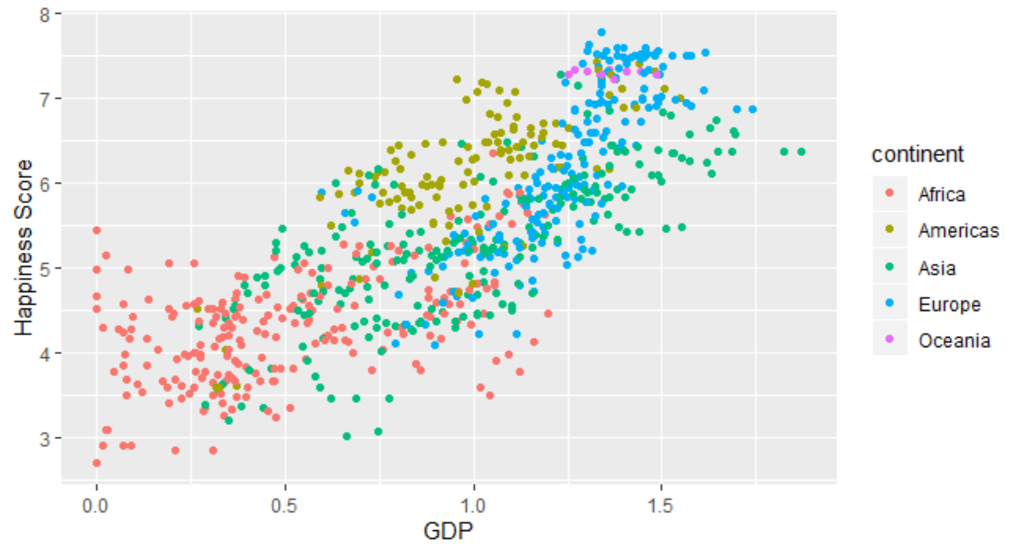 8
7
6
5
4
3
Happiness Score
0.0 0.5 1.0 1.5
GDP
continent
Africa
Americas
Asia
Europe
Oceania